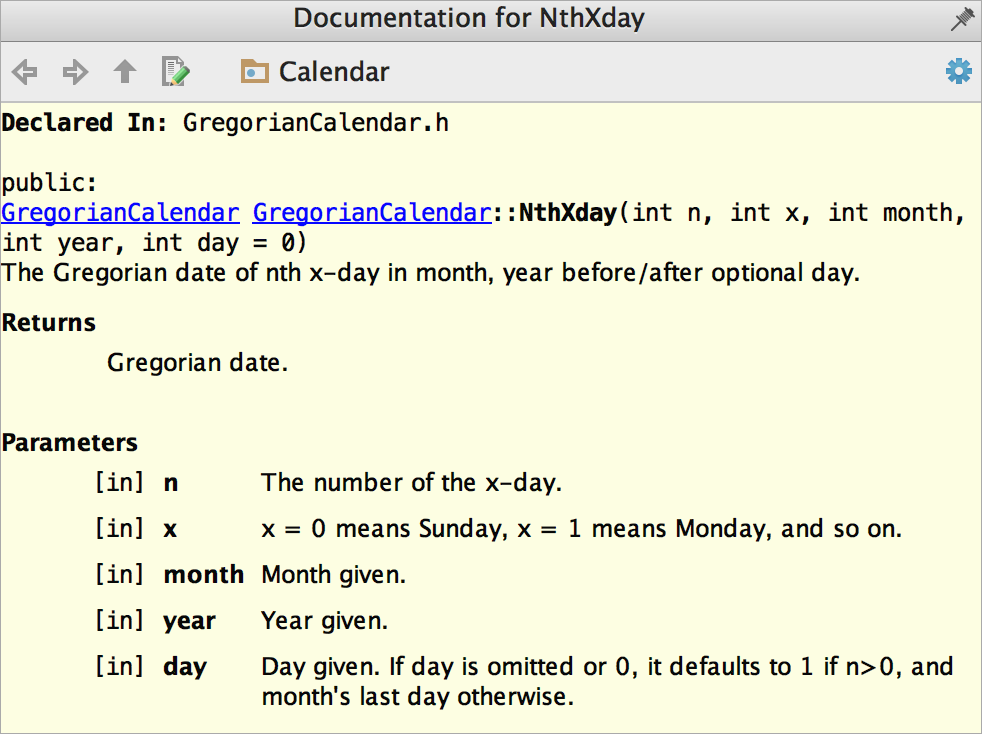 Documentation for NthXday
Calendar
Declared In: GregorianCalendar.h
public:
GregorianCalendar GregorianCalendar::NthXday(int n, int x, int month,
int year, int day = 0)
The Gregorian date of nth x-day in month, year before/after optional day.
Returns
Gregorian date.
Parameters
[in] n The number of the x-day.
[in] x x = 0 means Sunday, x = 1 means Monday, and so on.
[in] month Month given.
[in] year Year given.
[in] day Day given. If day is omitted or 0, it defaults to 1 if n>0, and
month's last day otherwise.